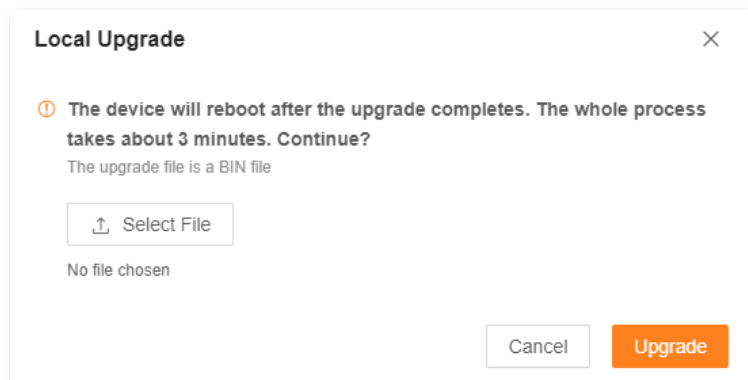 Local Upgrade
The device will reboot after the upgrade completes. The whole process
takes about 3 minutes. Continue?
The upgrade file is a BIN file
Select File
No file chosen
Cancel
Upgrade